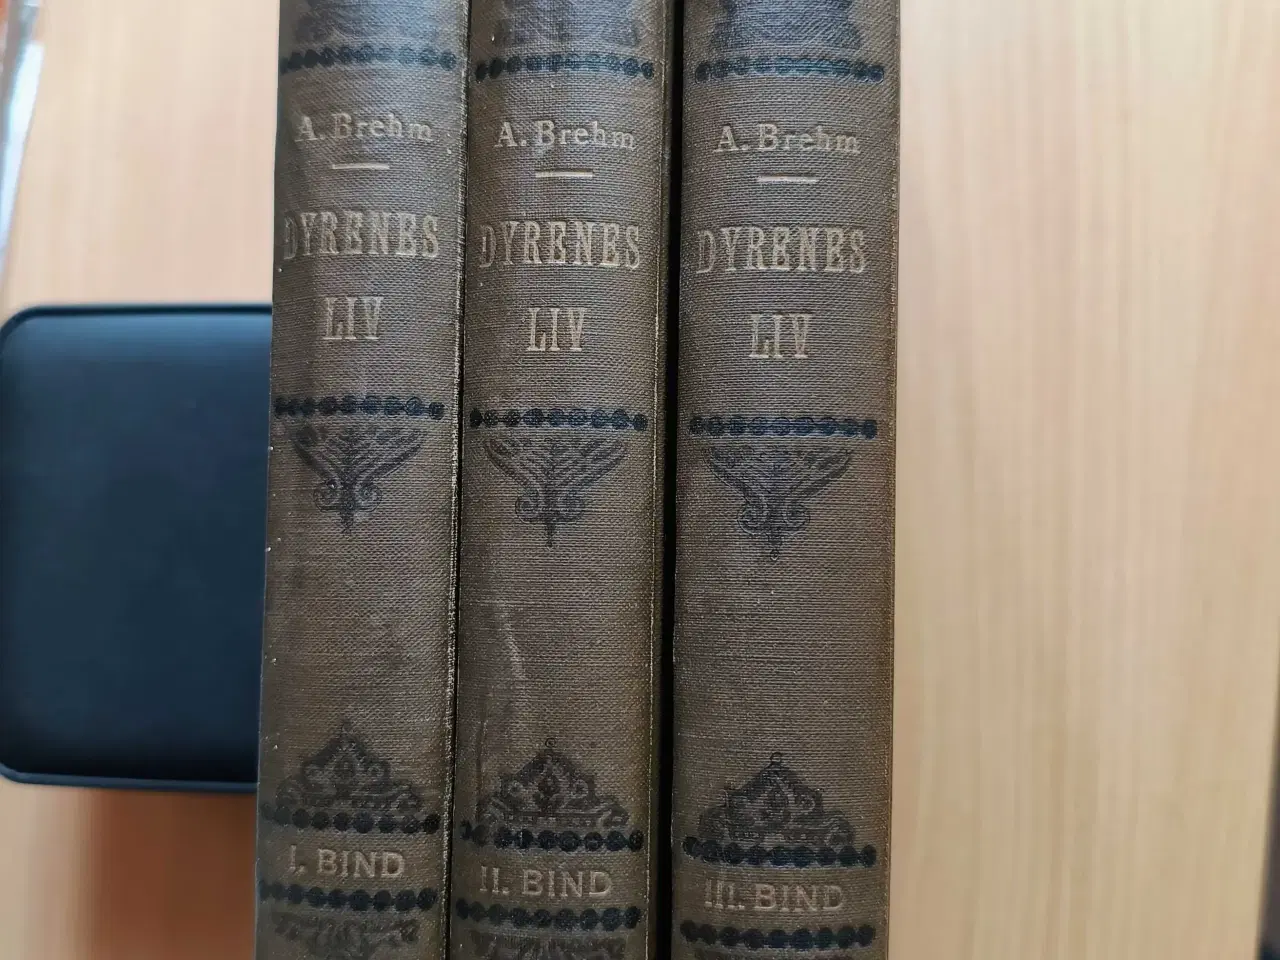 A. Brehm
DYRENES
LIV
I. BIND
A. Brehm
DYRENES
LIV
II. BIND
A. Brehm
DYRENES
LIV
III. BIND